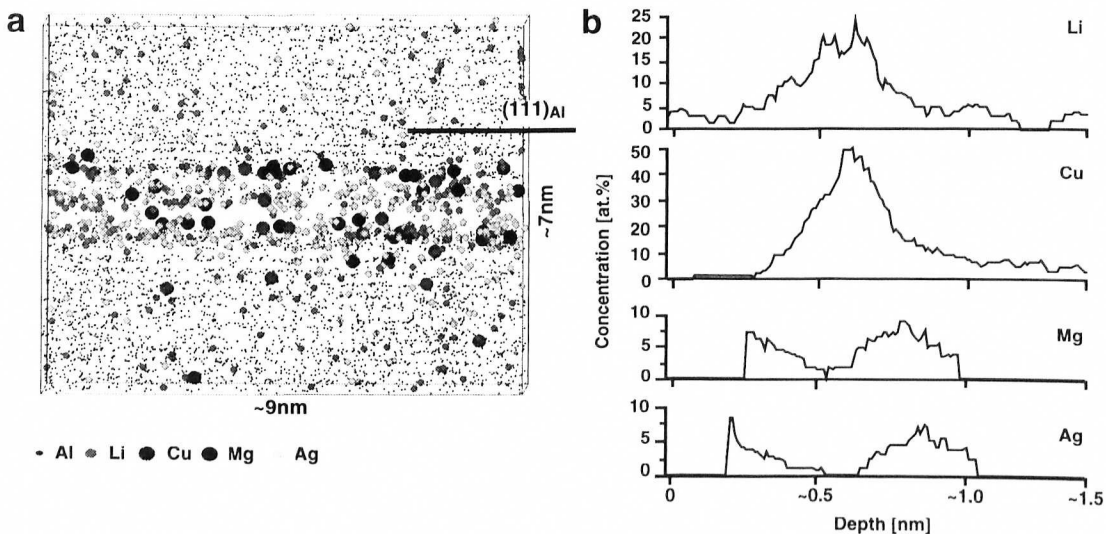 a
(111)Al
~7nm
~9nm
Al Li Cu Mg Ag
b
Concentration [at.%]
25
20
15
10
5
0
Li
50
40
30
20
10
0
Cu
10
5
0
Mg
10
5
0
Ag
0 ~0.5 ~1.0 ~1.5
Depth [nm]